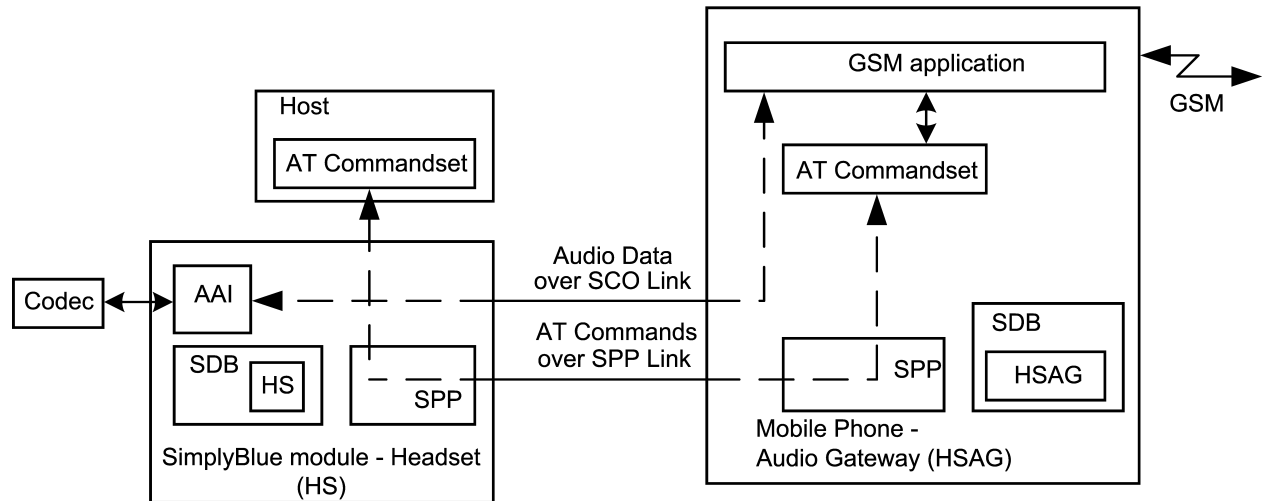 GSM application
GSM
Host
AT Commandset
AT Commandset
Audio Data
over SCO Link
AAI
Codec
AT Commands
over SPP Link
SDB
HS
SPP
SPP
SDB
HSAG
SimplyBlue module - Headset
(HS)
Mobile Phone -
Audio Gateway (HSAG)